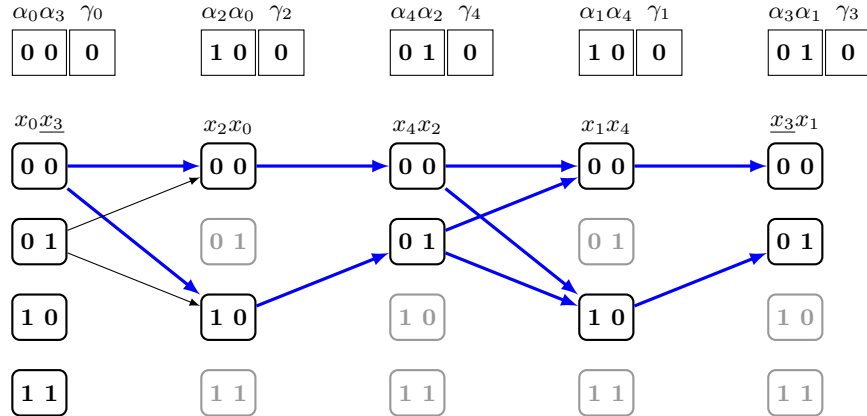 α₀α₃ γ₀ α₂α₀ γ₂ α₄α₂ γ₄ α₁α₄ γ₁ α₃α₁ γ₃
0 0 0 1 0 0 0 1 0 1 0 0 0 1 0
x₀x₃ x₂x₀ x₄x₂ x₁x₄ x₃x₁
0 0 0 0 0 0 0 0 0 0
0 1 0 1 0 1 0 1 0 1
1 0 1 0 1 0 1 0 1 0
1 1 1 1 1 1 1 1 1 1